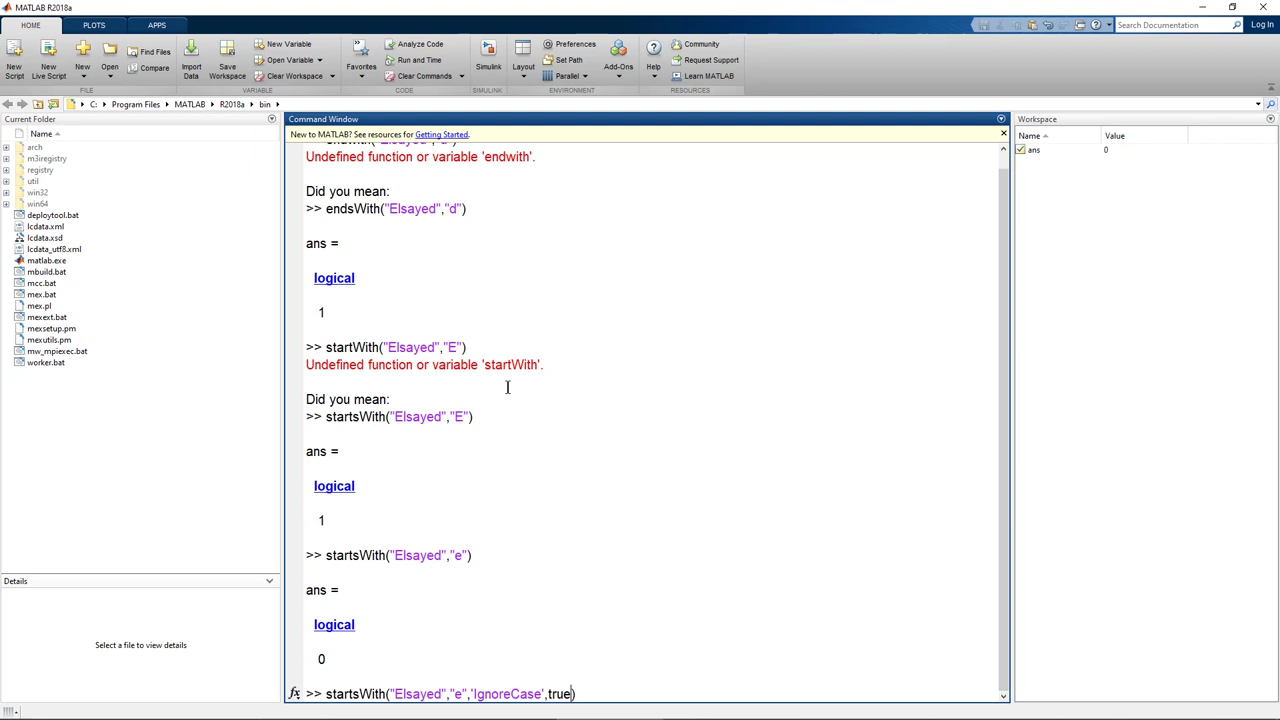 MATLAB R2018a
HOME PLOTS APPS
Search Documentation Log In
New Script
New Live Script
New
Open
Find Files
Compare
Import Data
Save Workspace
New Variable
Open Variable
Clear Workspace
Favorites
Analyze Code
Run and Time
Clear Commands
Simulink
Layout
Preferences
Set Path
Parallel
Add-Ons
Help
Community
Request Support
Learn MATLAB
FILE VARIABLE CODE SIMULINK ENVIRONMENT RESOURCES
C: Program Files MATLAB R2018a bin
Current Folder
Name
arch
m3iregistry
registry
util
win32
win64
deploytool.bat
lcdata.xml
lcdata.xsd
lcdata_utf8.xml
matlab.exe
mbuild.bat
mcc.bat
mex.bat
mex.pl
mexext.bat
mexsetup.pm
mexutils.pm
mw_mpiexec.bat
worker.bat
Details
Select a file to view details
Command Window
New to MATLAB? See resources for Getting Started.
Undefined function or variable 'endwith'.
Did you mean:
>> endsWith("Elsayed","d")
ans =
logical
1
>> startWith("Elsayed","E")
Undefined function or variable 'startWith'.
Did you mean:
>> startsWith("Elsayed","E")
ans =
logical
1
>> startsWith("Elsayed","e")
ans =
logical
0
fx >> startsWith("Elsayed","e",'IgnoreCase',true)
Workspace
Name Value
ans 0